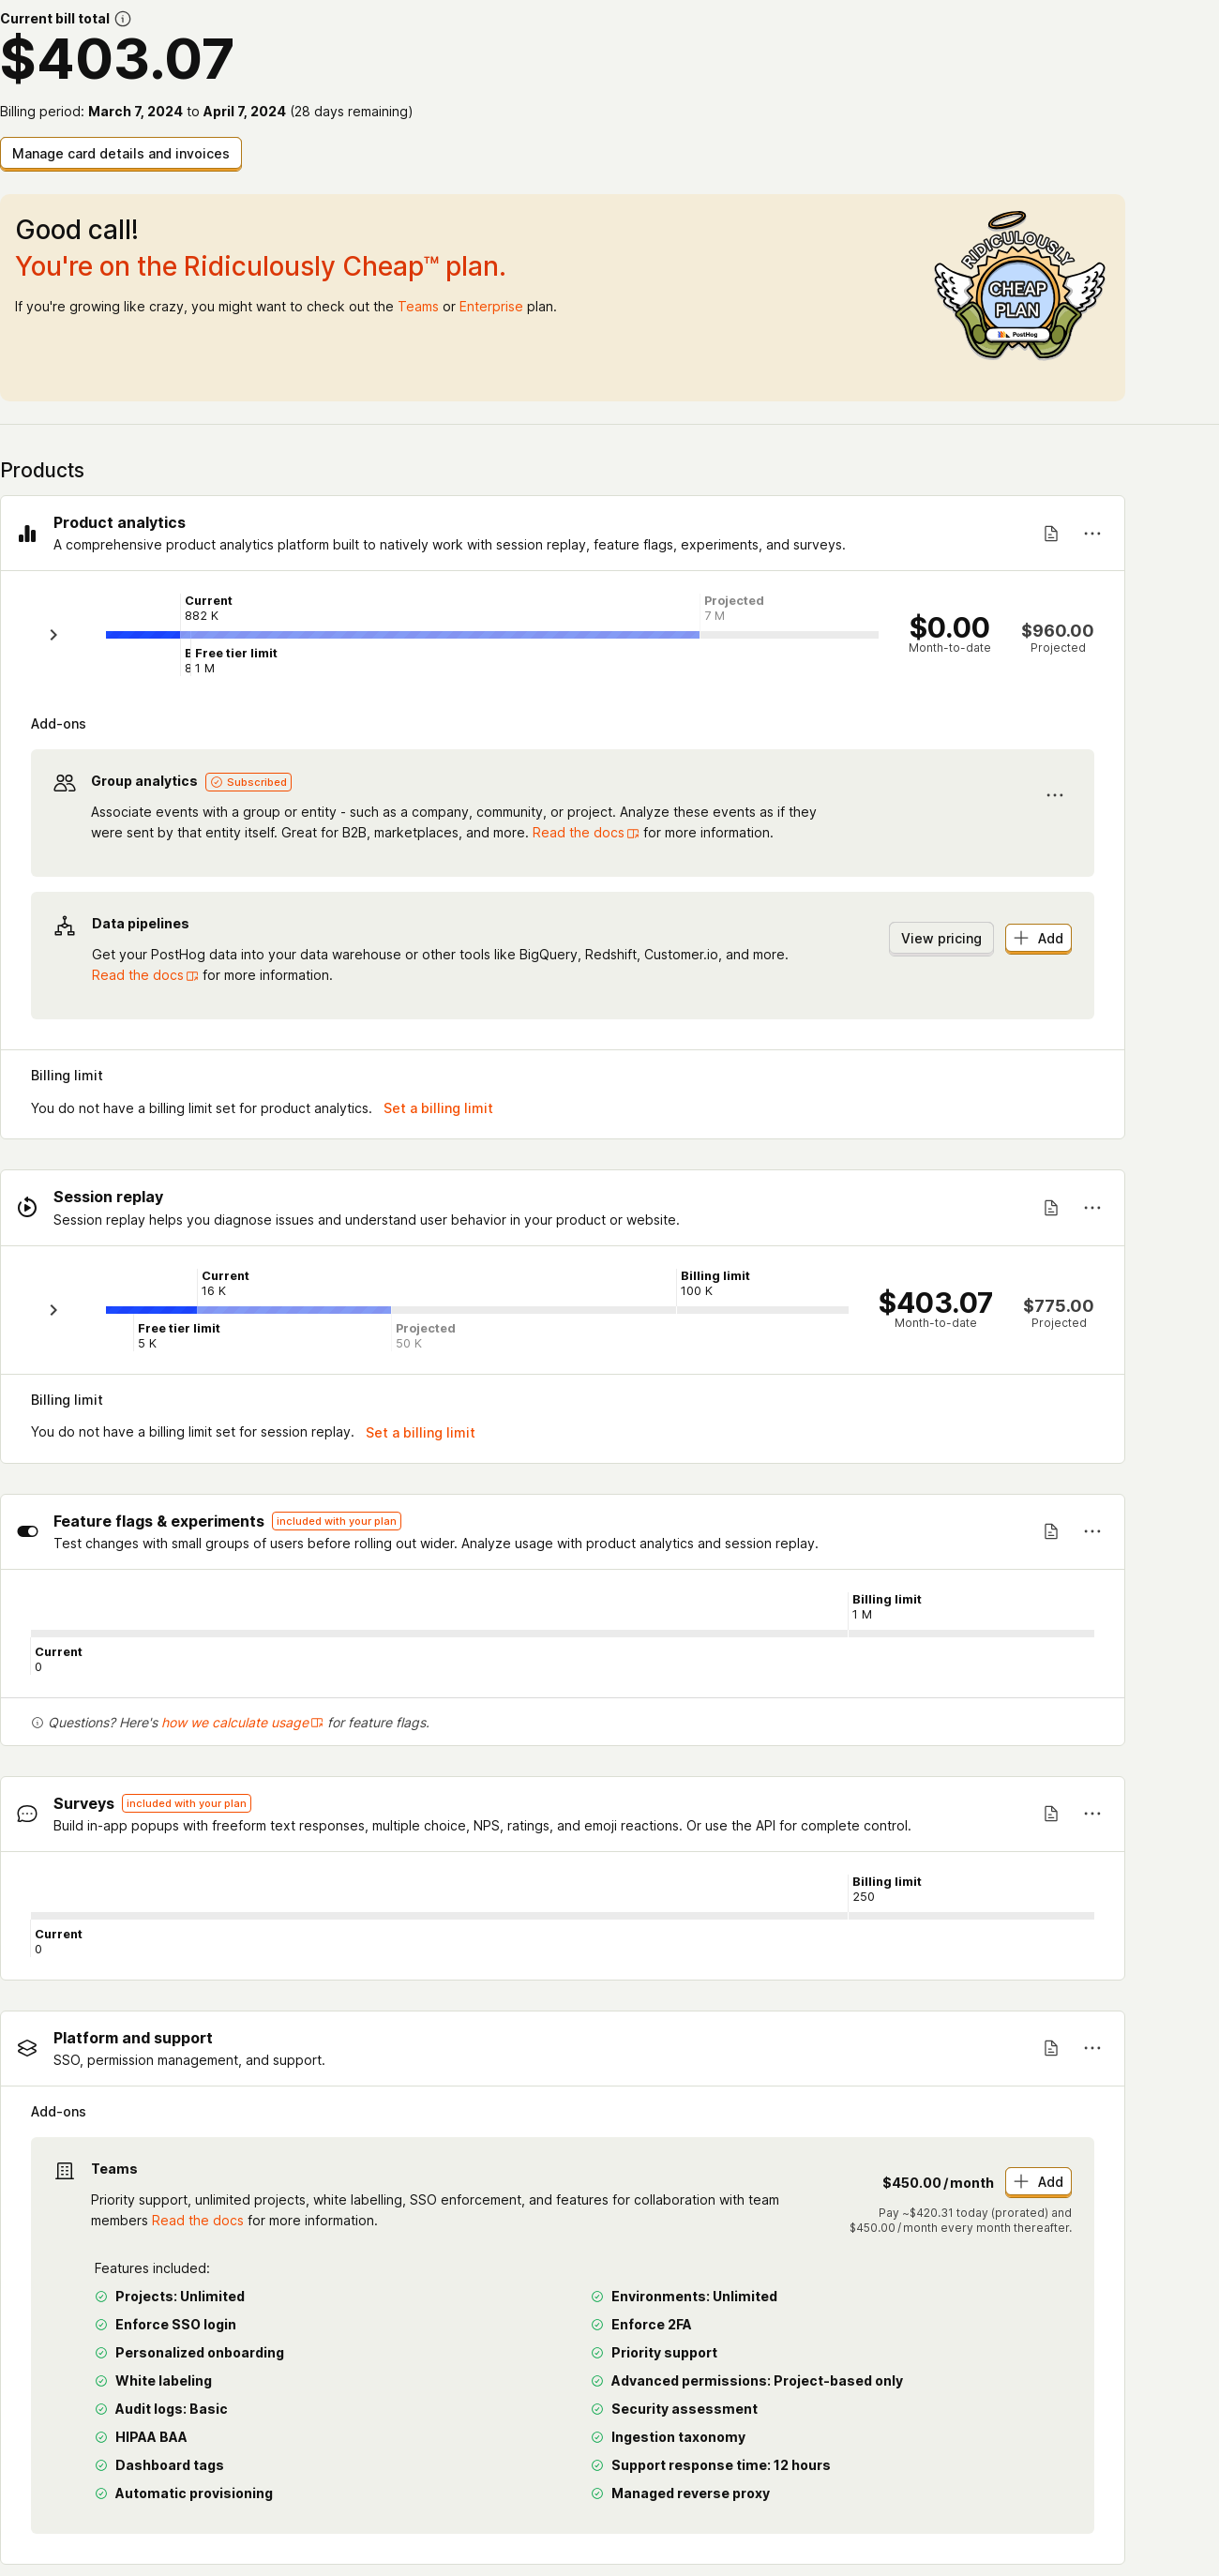 Current bill total
$403.07
Billing period: March 7, 2024 to April 7, 2024 (28 days remaining)
Manage card details and invoices
Good call!
You're on the Ridiculously Cheap™ plan.
If you're growing like crazy, you might want to check out the Teams or Enterprise plan.
RIDICULOUSLY
CHEAP
PLAN
PostHog
Products
Product analytics
A comprehensive product analytics platform built to natively work with session replay, feature flags, experiments, and surveys.
Current
882 K
Projected
7 M
Free tier limit
1 M
$0.00
Month-to-date
$960.00
Projected
Add-ons
Group analytics Subscribed
Associate events with a group or entity - such as a company, community, or project. Analyze these events as if they
were sent by that entity itself. Great for B2B, marketplaces, and more. Read the docs for more information.
Data pipelines
View pricing
Add
Get your PostHog data into your data warehouse or other tools like BigQuery, Redshift, Customer.io, and more.
Read the docs for more information.
Billing limit
You do not have a billing limit set for product analytics. Set a billing limit
Session replay
Session replay helps you diagnose issues and understand user behavior in your product or website.
Current
16 K
Billing limit
100 K
Free tier limit
5 K
Projected
50 K
$403.07
Month-to-date
$775.00
Projected
Billing limit
You do not have a billing limit set for session replay. Set a billing limit
Feature flags & experiments included with your plan
Test changes with small groups of users before rolling out wider. Analyze usage with product analytics and session replay.
Billing limit
1 M
Current
0
Questions? Here's how we calculate usage for feature flags.
Surveys included with your plan
Build in-app popups with freeform text responses, multiple choice, NPS, ratings, and emoji reactions. Or use the API for complete control.
Billing limit
250
Current
0
Platform and support
SSO, permission management, and support.
Add-ons
Teams
$450.00/month Add
Priority support, unlimited projects, white labelling, SSO enforcement, and features for collaboration with team
members Read the docs for more information.
Pay ~$420.31 today (prorated) and
$450.00/month every month thereafter.
Features included:
Projects: Unlimited
Environments: Unlimited
Enforce SSO login
Enforce 2FA
Personalized onboarding
Priority support
White labeling
Advanced permissions: Project-based only
Audit logs: Basic
Security assessment
HIPAA BAA
Ingestion taxonomy
Dashboard tags
Support response time: 12 hours
Automatic provisioning
Managed reverse proxy